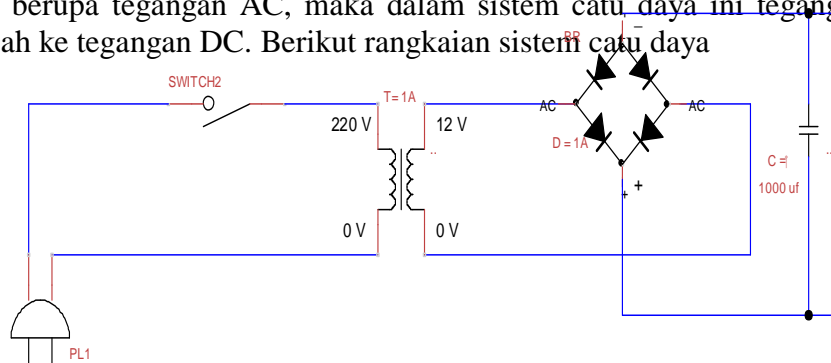 berupa tegangan AC, maka dalam sistem catu daya ini
ah ke tegangan DC. Berikut rangkaian sistem catu daya
BR
−
SWITCH2
T= 1A
220 V
12 V
AC
AC
D = 1A
C =
1000 uf
+
+
0 V
0 V
PL1